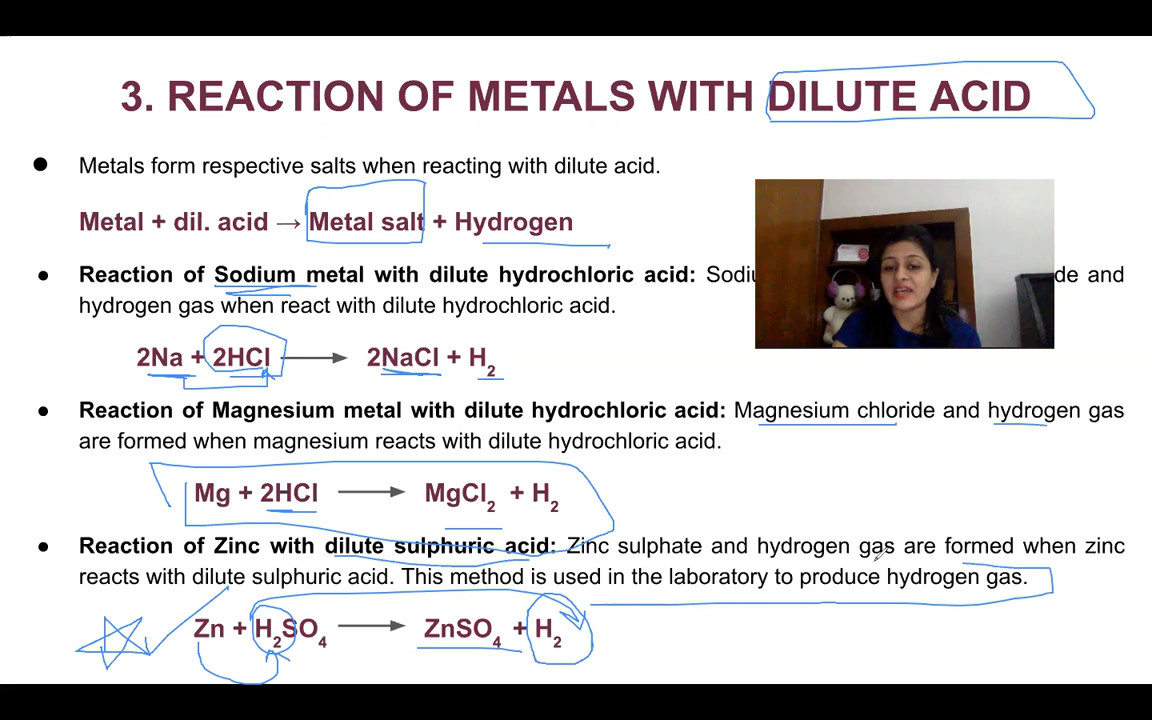 3. REACTION OF METALS WITH DILUTE ACID
● Metals form respective salts when reacting with dilute acid.
Metal + dil. acid → Metal salt + Hydrogen
● Reaction of Sodium metal with dilute hydrochloric acid: and
hydrogen gas when react with dilute hydrochloric acid.
2Na + 2HCl ⟶ 2NaCl + H₂
● Reaction of Magnesium metal with dilute hydrochloric acid: Magnesium chloride and hydrogen gas
are formed when magnesium reacts with dilute hydrochloric acid.
Mg + 2HCl ⟶ MgCl₂ + H₂
● Reaction of Zinc with dilute sulphuric acid: Zinc sulphate and hydrogen gas are formed when zinc
reacts with dilute sulphuric acid. This method is used in the laboratory to produce hydrogen gas.
Zn + H₂SO₄ ⟶ ZnSO₄ + H₂